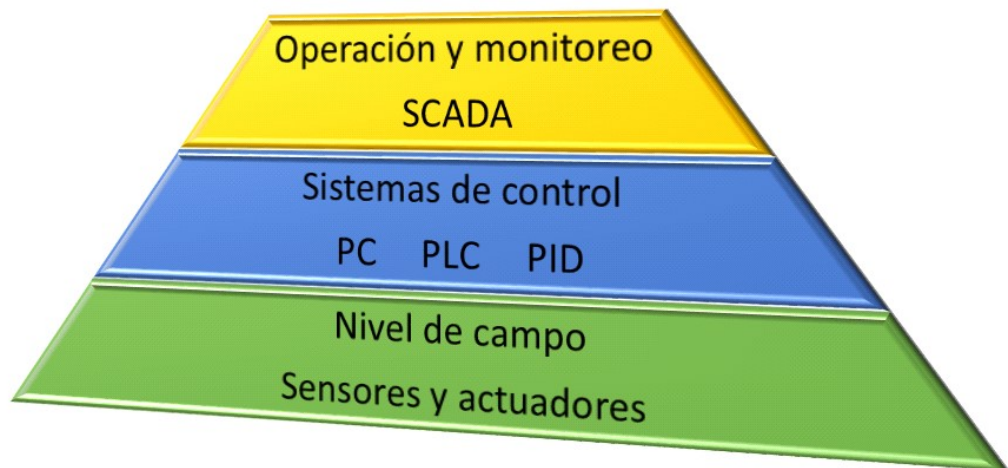 Operación y monitoreo
SCADA
Sistemas de control
PC PLC PID
Nivel de campo
Sensores y actuadores